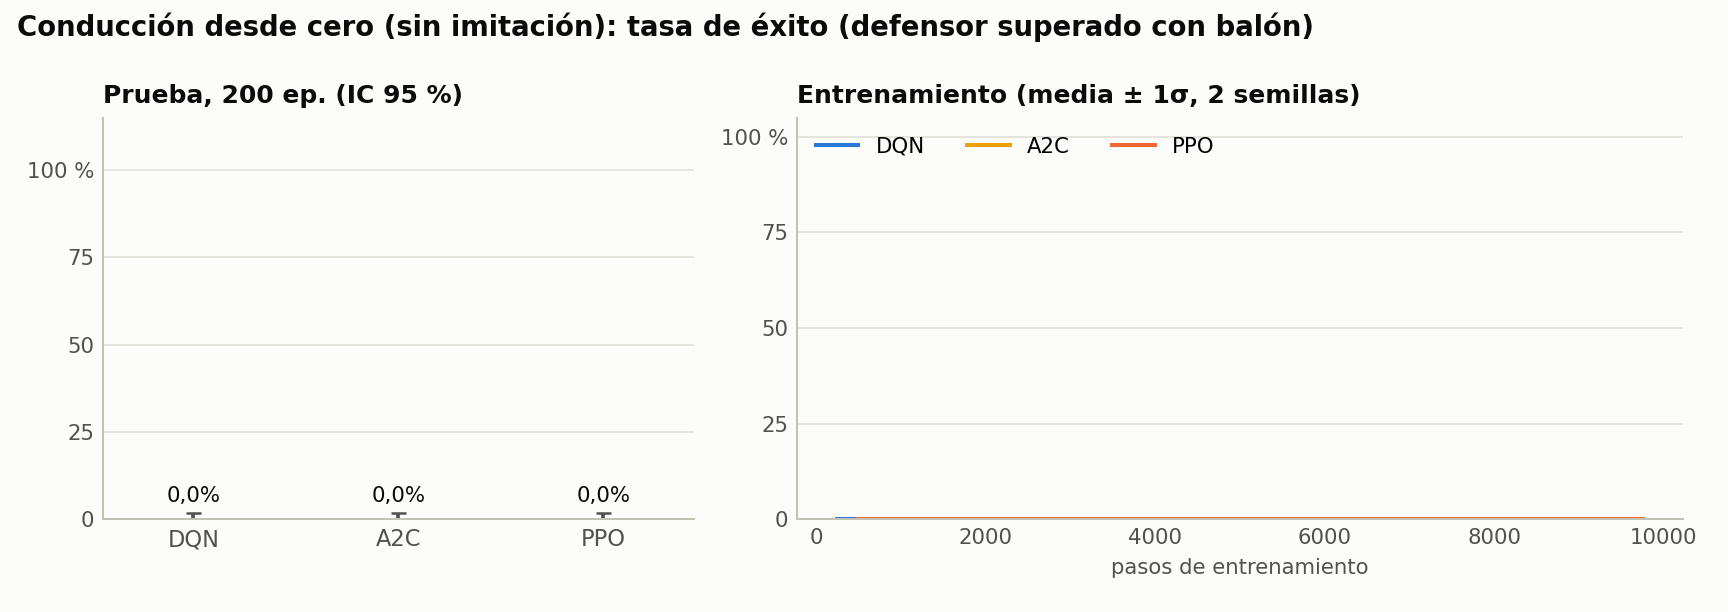 Conducción desde cero (sin imitación): tasa de éxito (defensor superado con balón)
Prueba, 200 ep. (IC 95 %)
100 %
75
50
25
0
0,0%
0,0%
0,0%
DQN
A2C
PPO
Entrenamiento (media ± 1σ, 2 semillas)
100 %
75
50
25
0
DQN
A2C
PPO
0
2000
4000
6000
8000
10000
pasos de entrenamiento